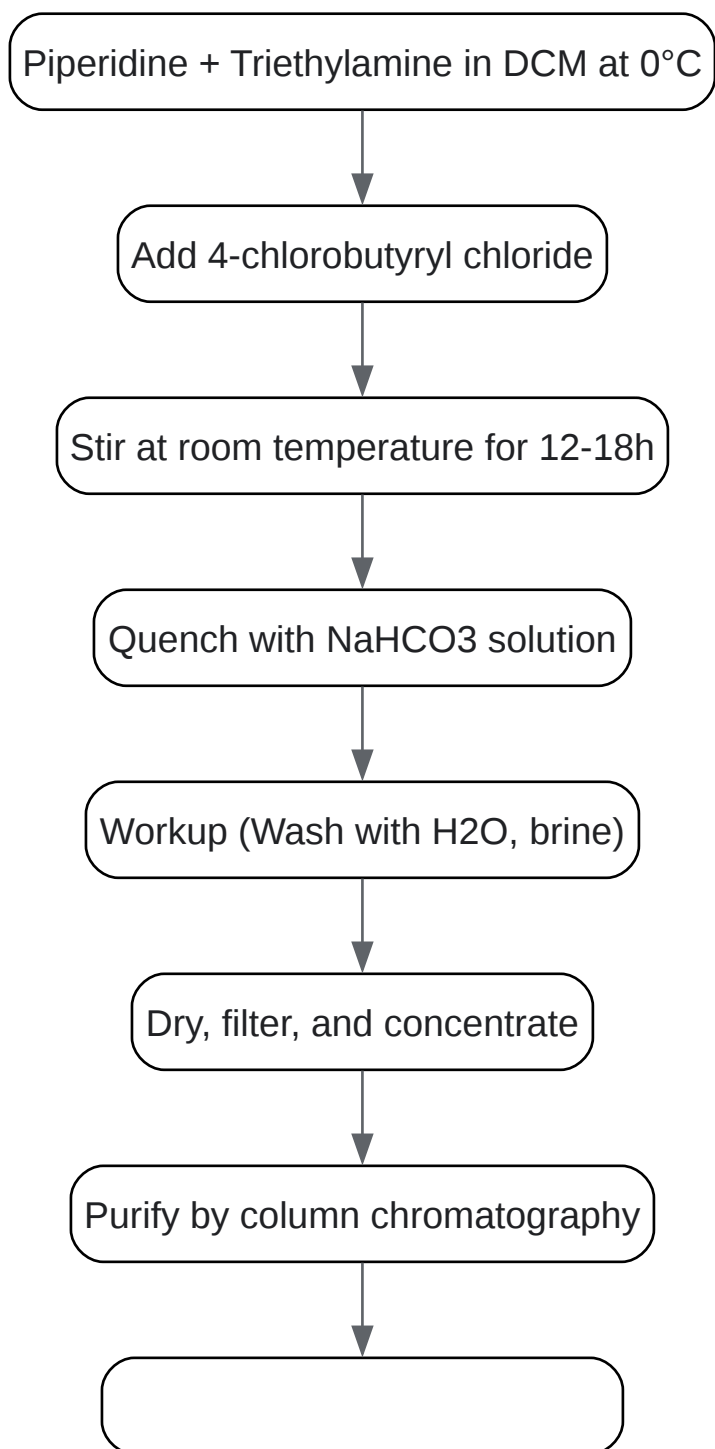 Piperidine + Triethylamine in DCM at 0°C
Add 4-chlorobutyryl chloride
Stir at room temperature for 12-18h
Quench with NaHCO3 solution
Workup (Wash with H2O, brine)
Dry, filter, and concentrate
Purify by column chromatography